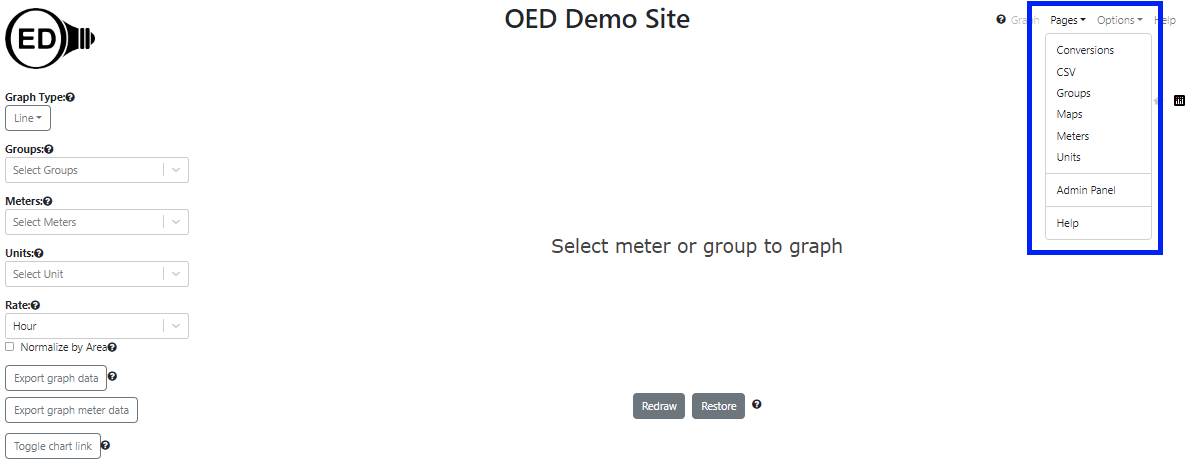 ED
OED Demo Site
Graph Pages Options Help
Conversions
CSV
Groups
Maps
Meters
Units
Admin Panel
Help
Graph Type:
Line
Groups:
Select Groups
Meters:
Select Meters
Units:
Select Unit
Rate:
Hour
Normalize by Area
Export graph data
Export graph meter data
Toggle chart link
Select meter or group to graph
Redraw Restore